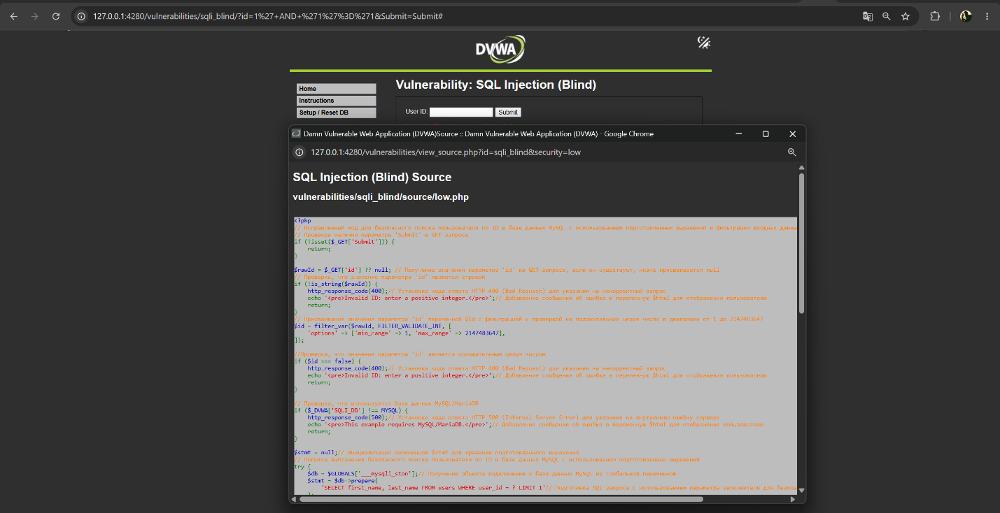 127.0.0.1:4280/vulnerabilities/sqli_blind/?id=1%27+AND+%271%27%3D%271&Submit=Submit#
DVWA
Vulnerability: SQL Injection (Blind)
Home
Instructions
Setup / Reset DB
User ID:
Submit
Damn Vulnerable Web Application (DVWA)Source :: Damn Vulnerable Web Application (DVWA) - Google Chrome
127.0.0.1:4280/vulnerabilities/view_source.php?id=sqli_blind&security=low
SQL Injection (Blind) Source
vulnerabilities/sqli_blind/source/low.php
<?php
// Исправленный код для безопасного поиска пользователя по ID в базе данных MySQL с использованием подготовленных выражений и фильтрации входных
// Проверка наличия параметра 'Submit' в GET-запросе
if (!isset($_GET['Submit'])) {
return;
}
$rawId = $_GET['id'] ?? null; // Получение значения параметра 'id' из GET-запроса, если он существует, иначе присваивается null
// Проверка, что значение параметра 'id' является строкой
if (!is_string($rawId)) {
http_response_code(400);// Установка кода ответа HTTP 400 (Bad Request) для указания на некорректный запрос
echo '<pre>Invalid ID: enter a positive integer.</pre>';// Добавление сообщения об ошибке в переменную $html для отображения пользователю
return;
}
// Присваивание значения параметра 'id' переменной $id с фильтрацией и проверкой на положительное целое число в диапазоне от 1 до 2147483647
$id = filter_var($rawId, FILTER_VALIDATE_INT, [
'options' => ['min_range' => 1, 'max_range' => 2147483647],
]);
//Проверка, что значение параметра 'id' является положительным целым числом
if ($id === false) {
http_response_code(400);// Установка кода ответа HTTP 400 (Bad Request) для указания на некорректный запрос
echo '<pre>Invalid ID: enter a positive integer.</pre>';// Добавление сообщения об ошибке в переменную $html для отображения пользователю
return;
}
// Проверка, что используется база данных MySQL/MariaDB
if ($_DVWA['SQLI_DB'] !== MYSQL) {
http_response_code(500);// Установка кода ответа HTTP 500 (Internal Server Error) для указания на внутреннюю ошибку сервера
echo '<pre>This example requires MySQL/MariaDB.</pre>';// Добавление сообщения об ошибке в переменную $html для отображения пользователю
return;
}
$stmt = null;// Инициализация переменной $stmt для хранения подготовленного выражения
// Попытка выполнения безопасного поиска пользователя по ID в базе данных MySQL с использованием подготовленных выражений
try {
$db = $GLOBALS['___mysqli_ston'];// Получение объекта подключения к базе данных MySQL из глобальной переменной
$stmt = $db->prepare(
'SELECT first_name, last_name FROM users WHERE user_id = ? LIMIT 1'// Подготовка SQL-запроса с использованием параметра-заполнителя для